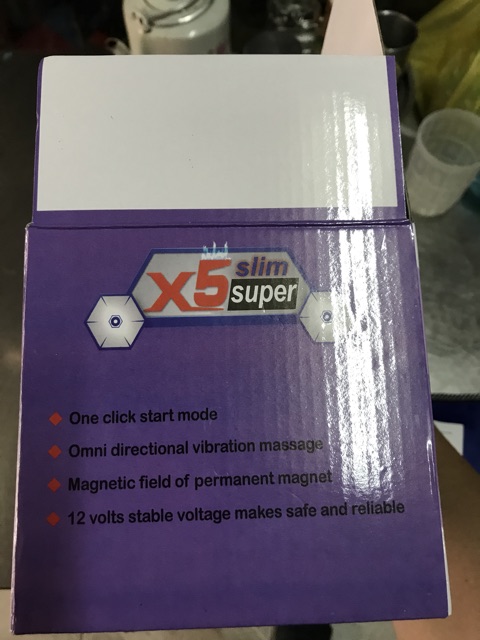 X5 slim
super
One click start mode
Omni directional vibration massage
Magnetic field of permanent magnet
12 volts stable voltage makes safe and reliable